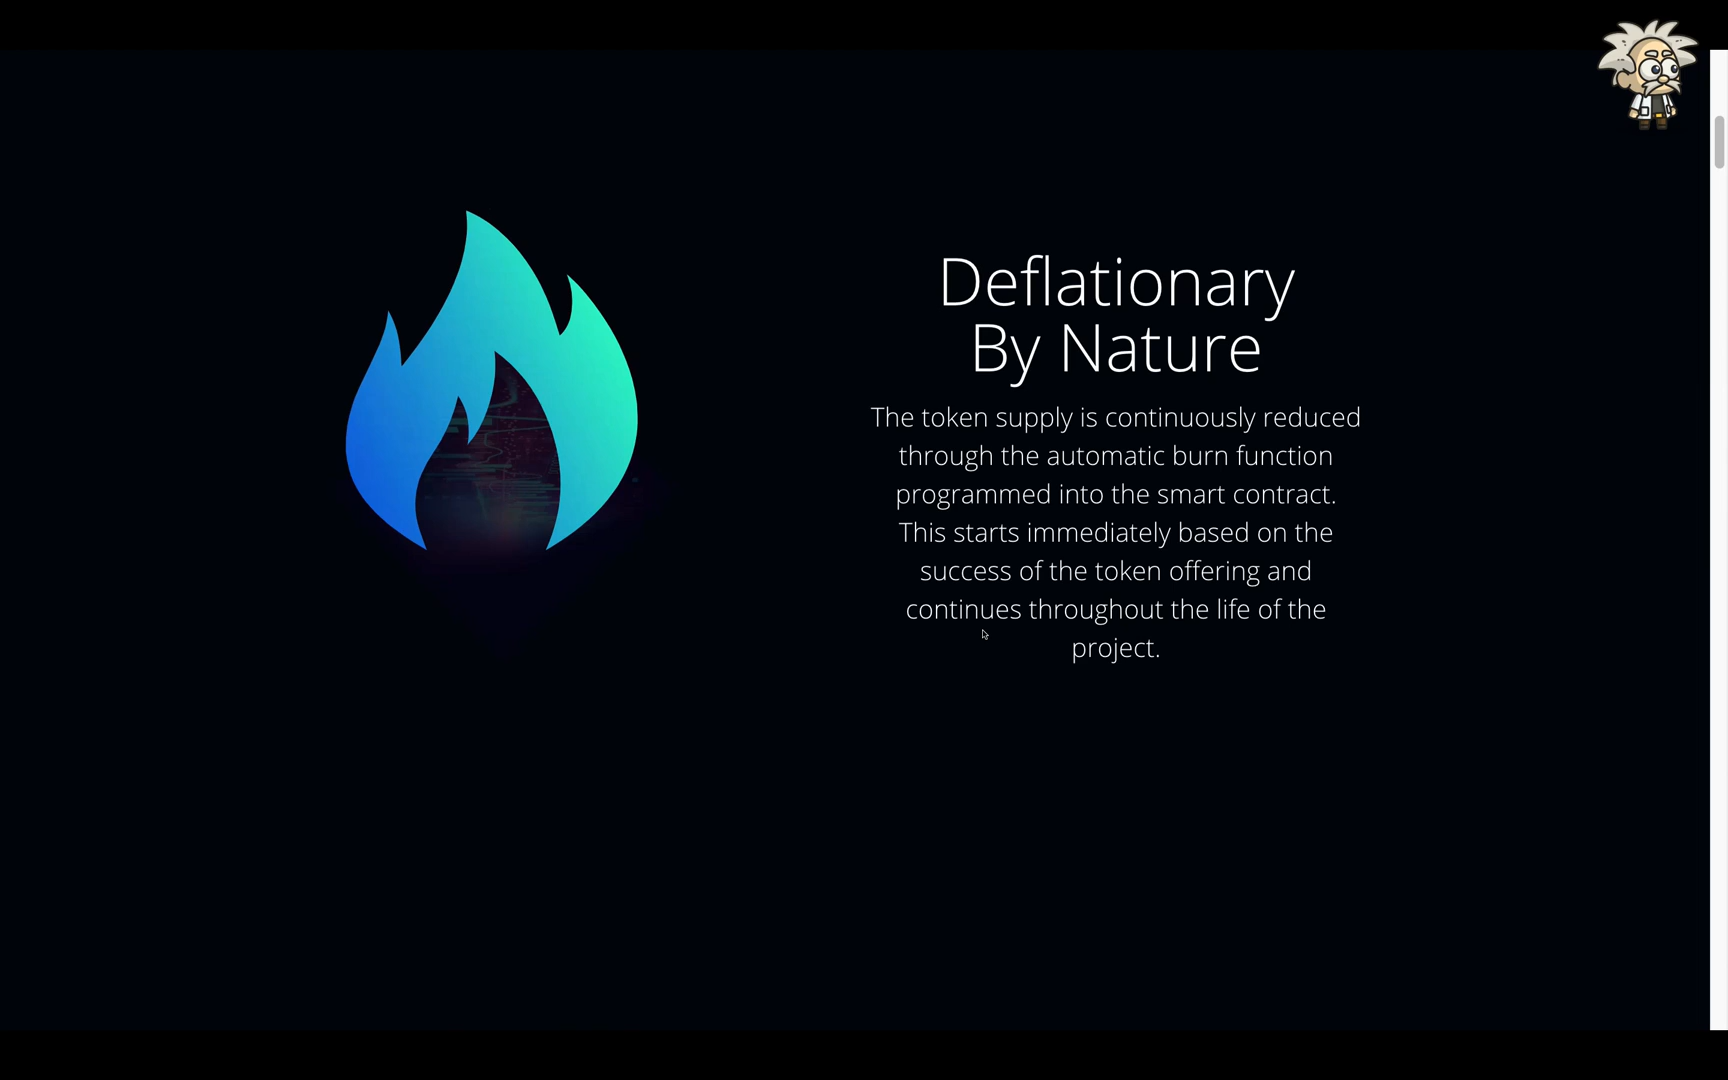 Deflationary
By Nature
The token supply is continuously reduced
through the automatic burn function
programmed into the smart contract.
This starts immediately based on the
success of the token offering and
continues throughout the life of the
project.